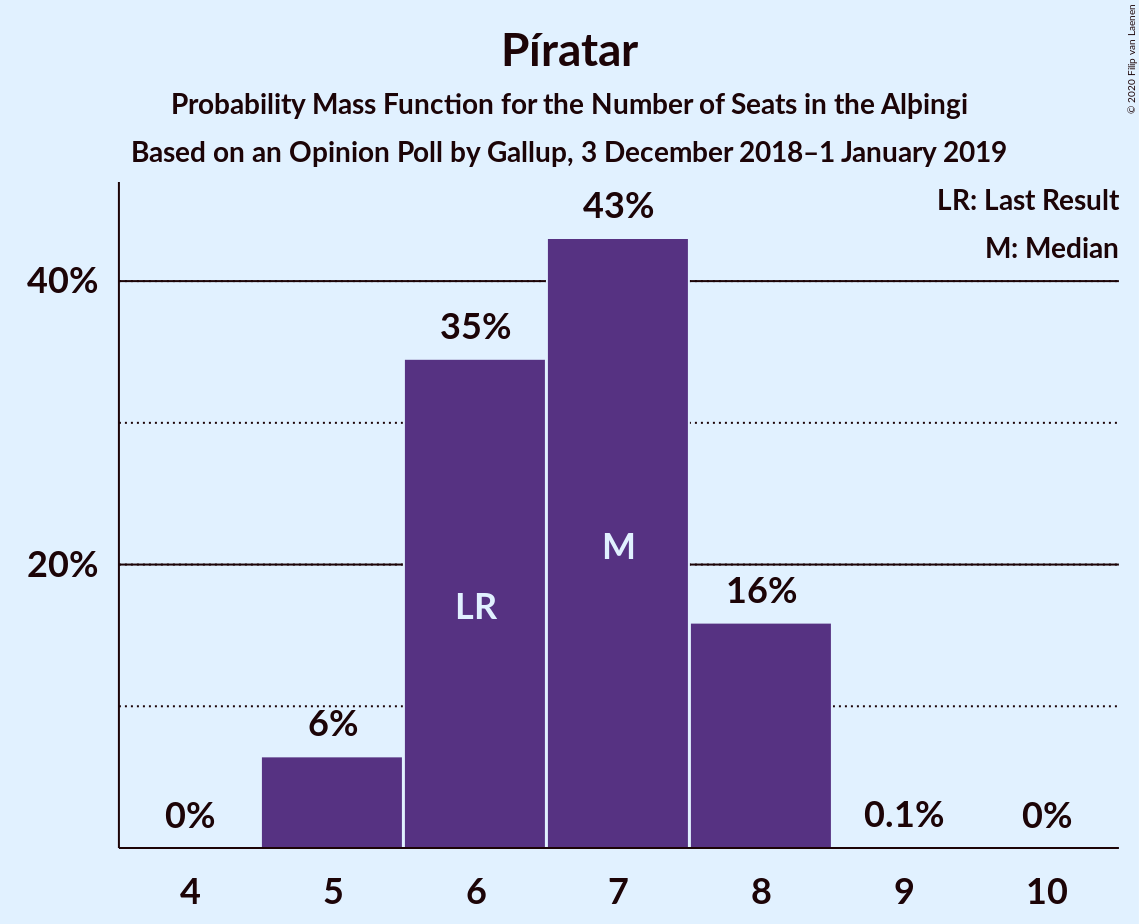 Píratar
Probability Mass Function for the Number of Seats in the Alþingi
Based on an Opinion Poll by Gallup, 3 December 2018–1 January 2019
© 2020 Filip van Laenen
LR: Last Result
M: Median
40%
20%
0%
6%
35%
43%
16%
0.1%
0%
LR
M
4 5 6 7 8 9 10